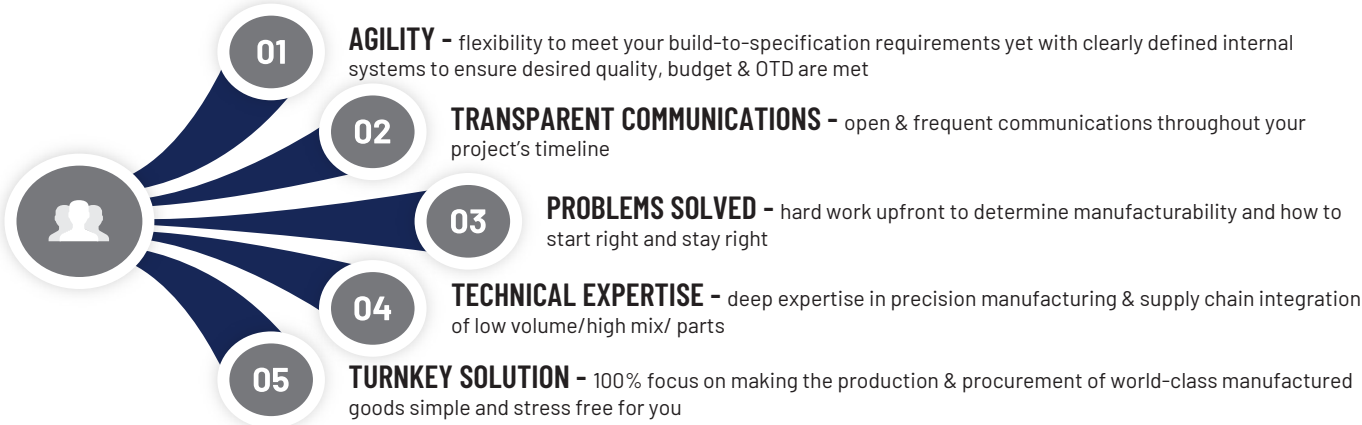 01
AGILITY - flexibility to meet your build-to-specification requirements yet with clearly defined internal
systems to ensure desired quality, budget & OTD are met
02
TRANSPARENT COMMUNICATIONS - open & frequent communications throughout your
project's timeline
03
PROBLEMS SOLVED - hard work upfront to determine manufacturability and how to
start right and stay right
04
TECHNICAL EXPERTISE - deep expertise in precision manufacturing & supply chain integration
of low volume/high mix/ parts
05
TURNKEY SOLUTION - 100% focus on making the production & procurement of world-class manufactured
goods simple and stress free for you